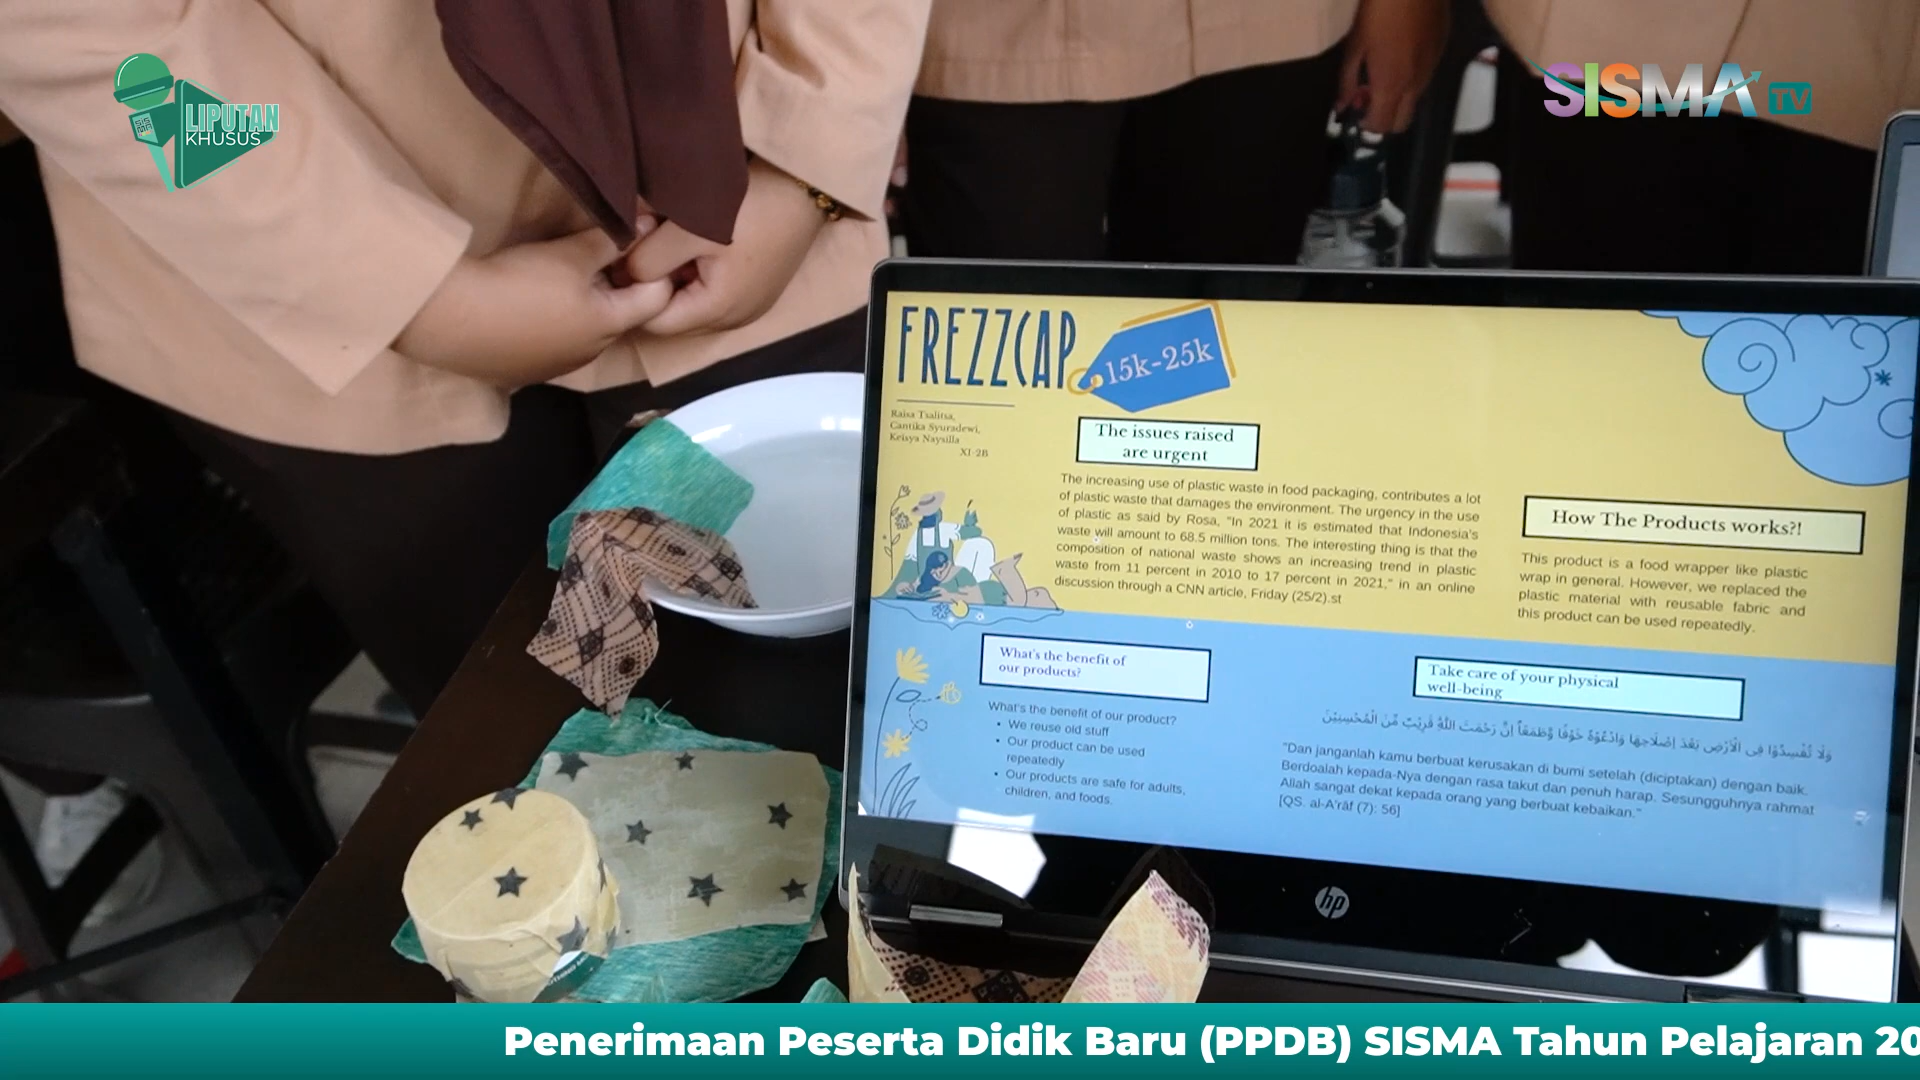 LIPUTAN
KHUSUS
SISMA TV
FREZZCAP
15k-25k
Raisa Tsalitsa,
Cantika Syuradewi,
Keisya Naysilla
XI-2B
The issues raised
are urgent
The increasing use of plastic waste in food packaging, contributes a lot
of plastic waste that damages the environment. The urgency in the use
of plastic as said by Rosa, "In 2021 it is estimated that Indonesia's
waste will amount to 68.5 million tons. The interesting thing is that the
composition of national waste shows an increasing trend in plastic
waste from 11 percent in 2010 to 17 percent in 2021," in an online
discussion through a CNN article, Friday (25/2).st
How The Products works?!
This product is a food wrapper like plastic
wrap in general. However, we replaced the
plastic material with reusable fabric and
this product can be used repeatedly.
What's the benefit of
our products?
What's the benefit of our product?
• We reuse old stuff
• Our product can be used
repeatedly
• Our products are safe for adults,
children, and foods.
Take care of your physical
well-being
وَلَا تُفْسِدُوْا فِى الْاَرْضِ بَعْدَ اِصْلَاحِهَا وَادْعُوْهُ خَوْفًا وَّطَمَعًاۗ اِنَّ رَحْمَتَ اللّٰهِ قَرِيْبٌ مِّنَ الْمُحْسِنِيْنَ
"Dan janganlah kamu berbuat kerusakan di bumi setelah (diciptakan) dengan baik.
Berdoalah kepada-Nya dengan rasa takut dan penuh harap. Sesungguhnya rahmat
Allah sangat dekat kepada orang yang berbuat kebaikan."
[QS. al-A'râf (7): 56]
hp
Penerimaan Peserta Didik Baru (PPDB) SISMA Tahun Pelajaran 20